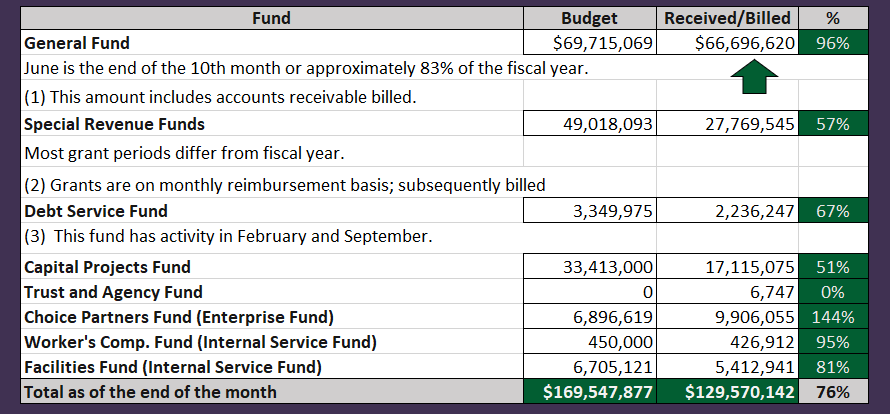 Fund Budget Received/Billed %
General Fund $69,715,069 $66,696,620 96%
June is the end of the 10th month or approximately 83% of the fiscal year.
(1) This amount includes accounts receivable billed.
Special Revenue Funds 49,018,093 27,769,545 57%
Most grant periods differ from fiscal year.
(2) Grants are on monthly reimbursement basis; subsequently billed
Debt Service Fund 3,349,975 2,236,247 67%
(3) This fund has activity in February and September.
Capital Projects Fund 33,413,000 17,115,075 51%
Trust and Agency Fund 0 6,747 0%
Choice Partners Fund (Enterprise Fund) 6,896,619 9,906,055 144%
Worker's Comp. Fund (Internal Service Fund) 450,000 426,912 95%
Facilities Fund (Internal Service Fund) 6,705,121 5,412,941 81%
Total as of the end of the month $169,547,877 $129,570,142 76%